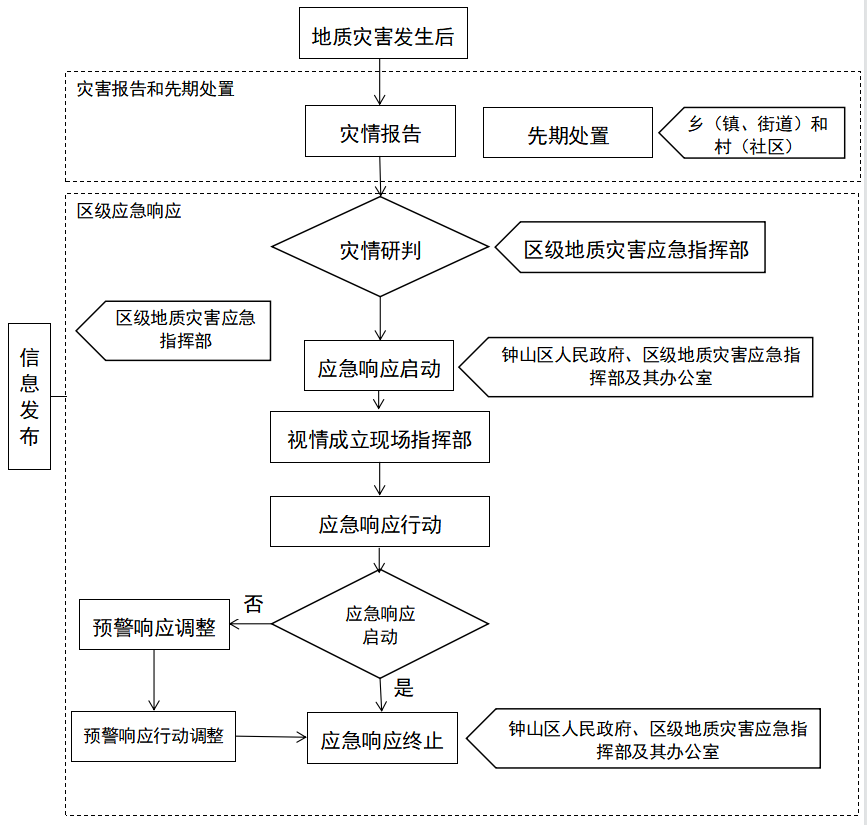 地质灾害发生后
灾害报告和先期处置
灾情报告
先期处置
乡（镇、街道）和
村（社区）
区级应急响应
灾情研判
区级地质灾害应急指挥部
区级地质灾害应急
指挥部
信
息
发
布
应急响应启动
钟山区人民政府、区级地质灾害应急指
挥部及其办公室
视情成立现场指挥部
应急响应行动
应急响应
启动
否
预警响应调整
是
预警响应行动调整
应急响应终止
钟山区人民政府、区级地质灾害应急指
挥部及其办公室